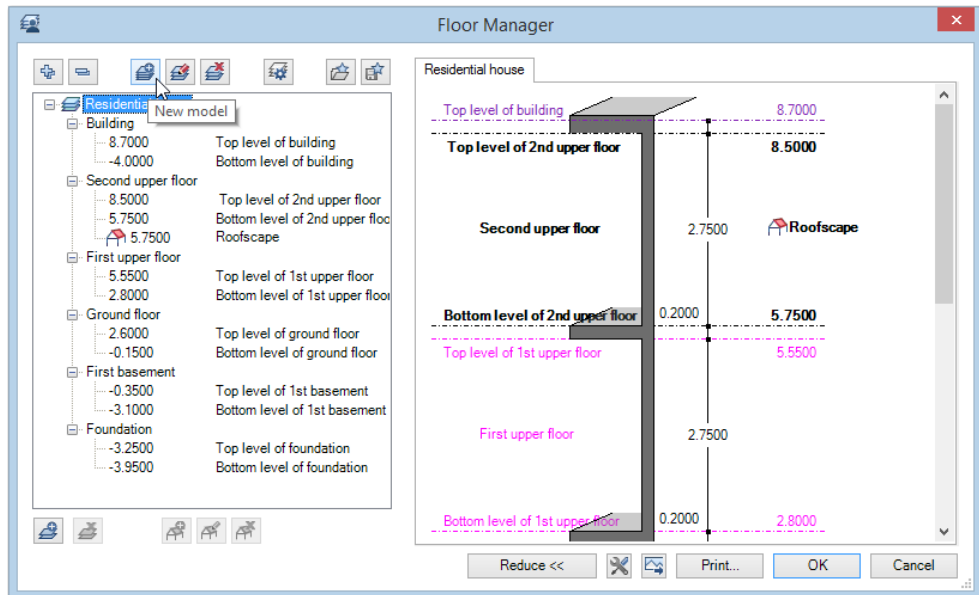 Floor Manager
Residential
New model
Building
8.7000 Top level of building
-4.0000 Bottom level of building
Second upper floor
8.5000 Top level of 2nd upper floor
5.7500 Bottom level of 2nd upper floo
5.7500 Roofscape
First upper floor
5.5500 Top level of 1st upper floor
2.8000 Bottom level of 1st upper floor
Ground floor
2.6000 Top level of ground floor
-0.1500 Bottom level of ground floor
First basement
-0.3500 Top level of 1st basement
-3.1000 Bottom level of 1st basement
Foundation
-3.2500 Top level of foundation
-3.9500 Bottom level of foundation
Residential house
Top level of building 8.7000
Top level of 2nd upper floor 8.5000
Second upper floor 2.7500 Roofscape
Bottom level of 2nd upper floor 0.2000 5.7500
Top level of 1st upper floor 5.5500
First upper floor 2.7500
Bottom level of 1st upper floor 0.2000 2.8000
Reduce << Print... OK Cancel